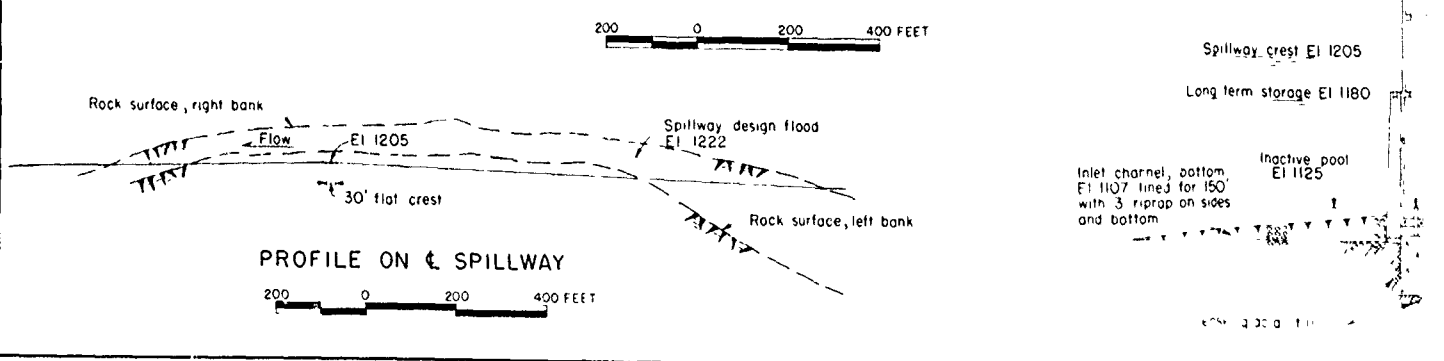 200 0 200 400 FEET
Rock surface, right bank
Flow
El 1205
Spillway design flood
El 1222
30' flat crest
Rock surface, left bank
PROFILE ON ℄ SPILLWAY
200 0 200 400 FEET
Spillway crest El 1205
Long term storage El 1180
Inactive pool
El 1125
Inlet channel, bottom
El 1107 lined for 150'
with 3 riprap on sides
and bottom